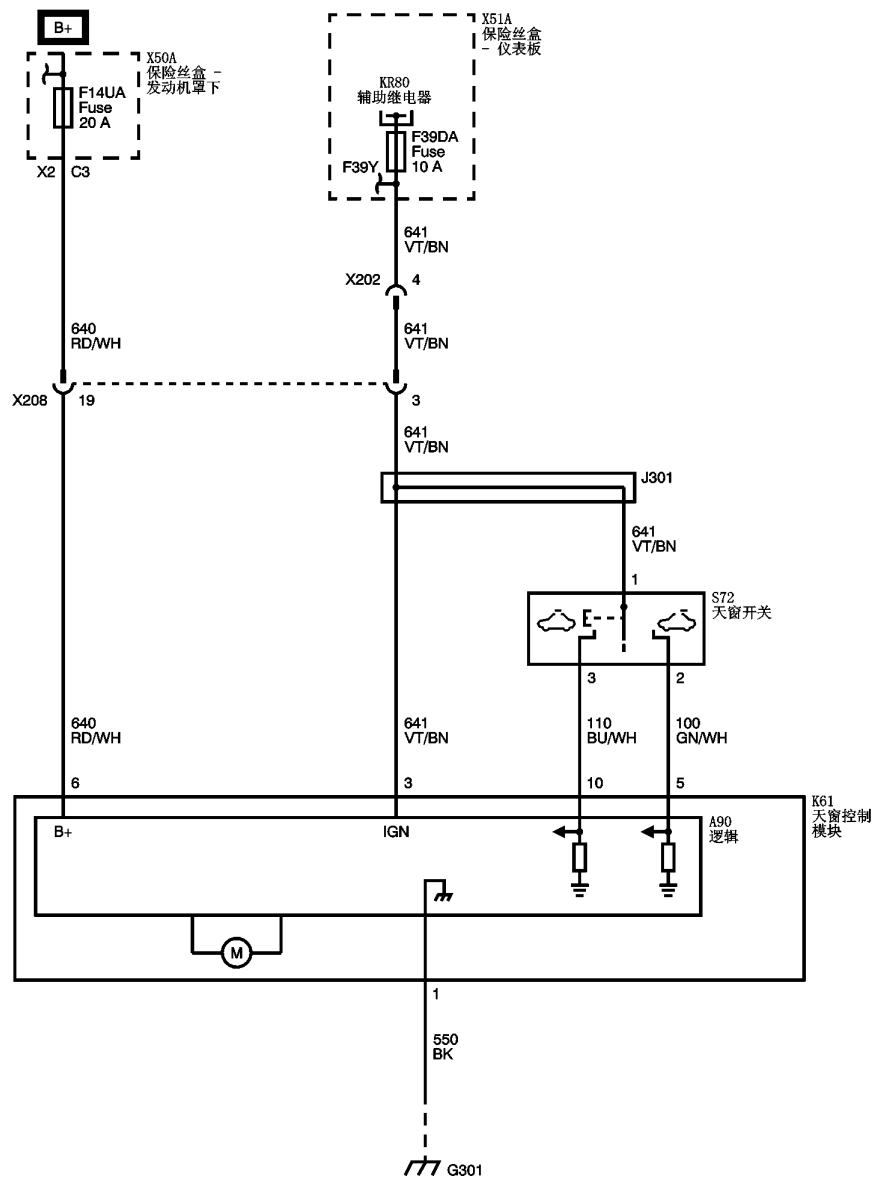 B+
X50A
保险丝盒 -
发动机罩下
F14UA
Fuse
20 A
X2 C3
X51A
保险丝盒
- 仪表板
KR80
辅助继电器
F39DA
Fuse
10 A
F39Y
641
VT/BN
X202 4
640
RD/WH
641
VT/BN
X208 19 3
641
VT/BN
J301
641
VT/BN
1
S72
天窗开关
3 2
640
RD/WH
641
VT/BN
110
BU/WH
100
GN/WH
6 3 10 5
K61
天窗控制
模块
B+ IGN
A90
逻辑
M
1
550
BK
G301